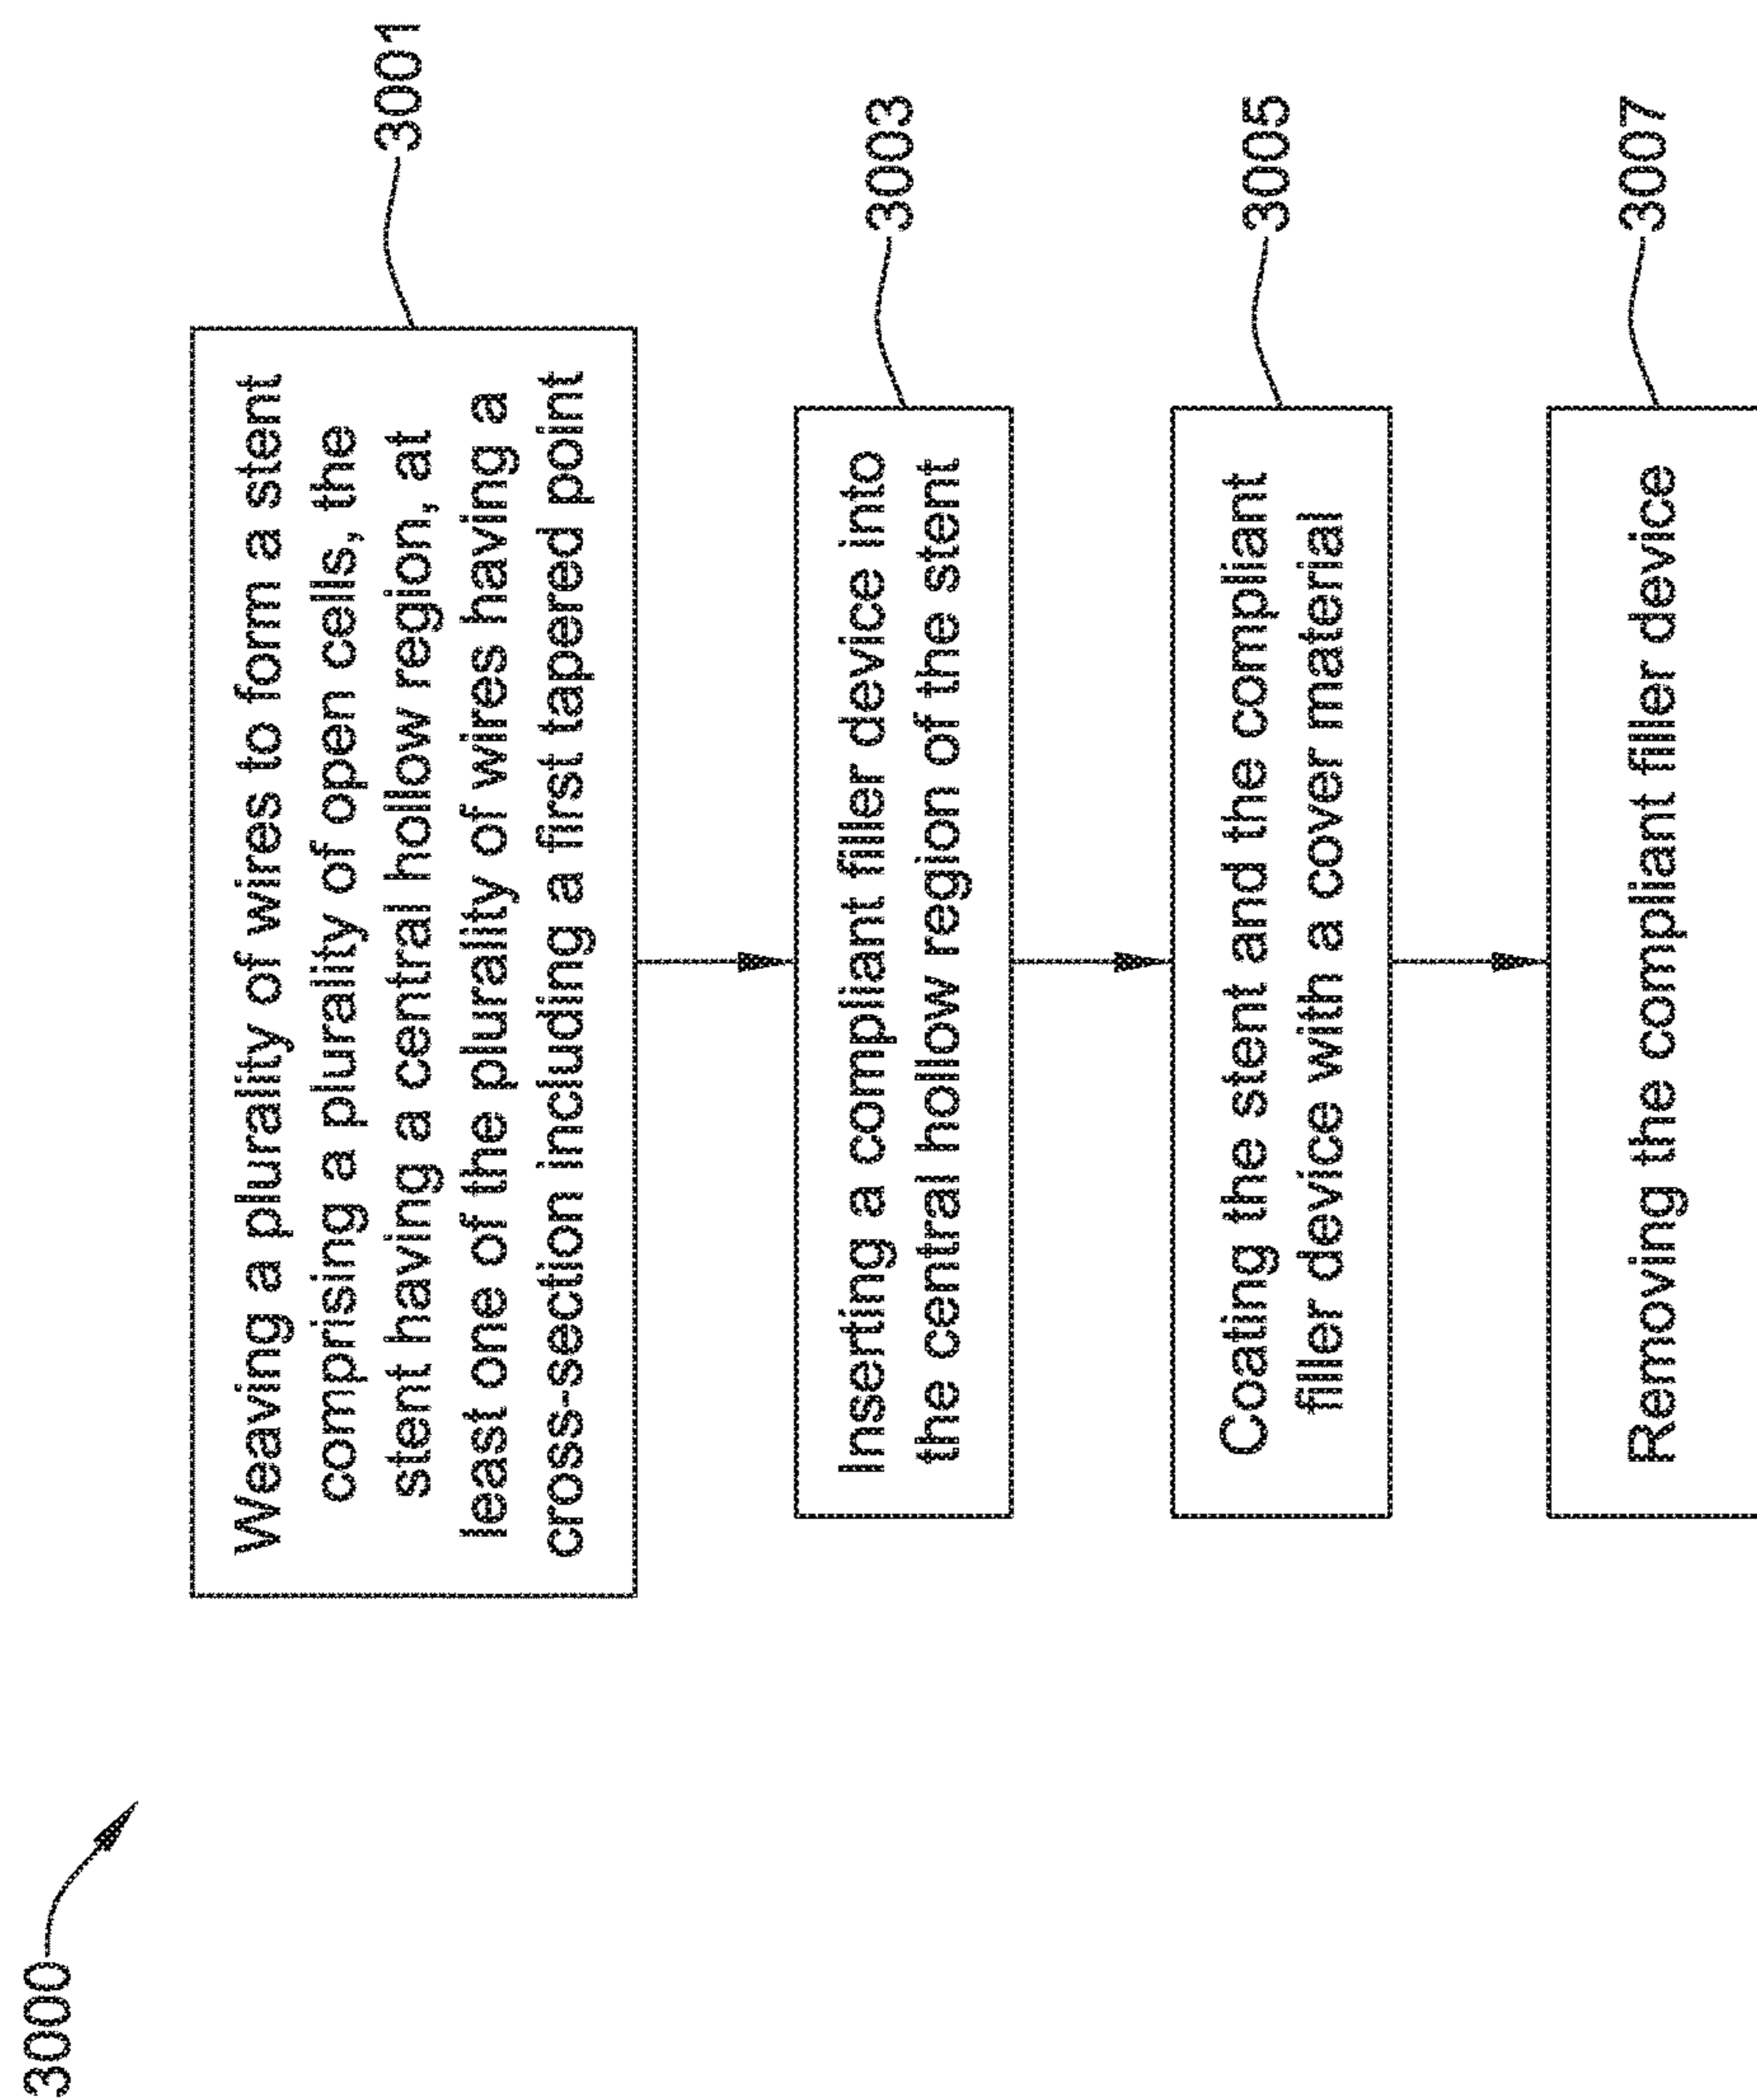 3000
Weaving a plurality of wires to form a stent
comprising a plurality of open cells, the
stent having a central hollow region, at
least one of the plurality of wires having a
cross-section including a first tapered point
3001
Inserting a compliant filler device into
the central hollow region of the stent
3003
Coating the stent and the compliant
filler device with a cover material
3005
Removing the compliant filler device
3007